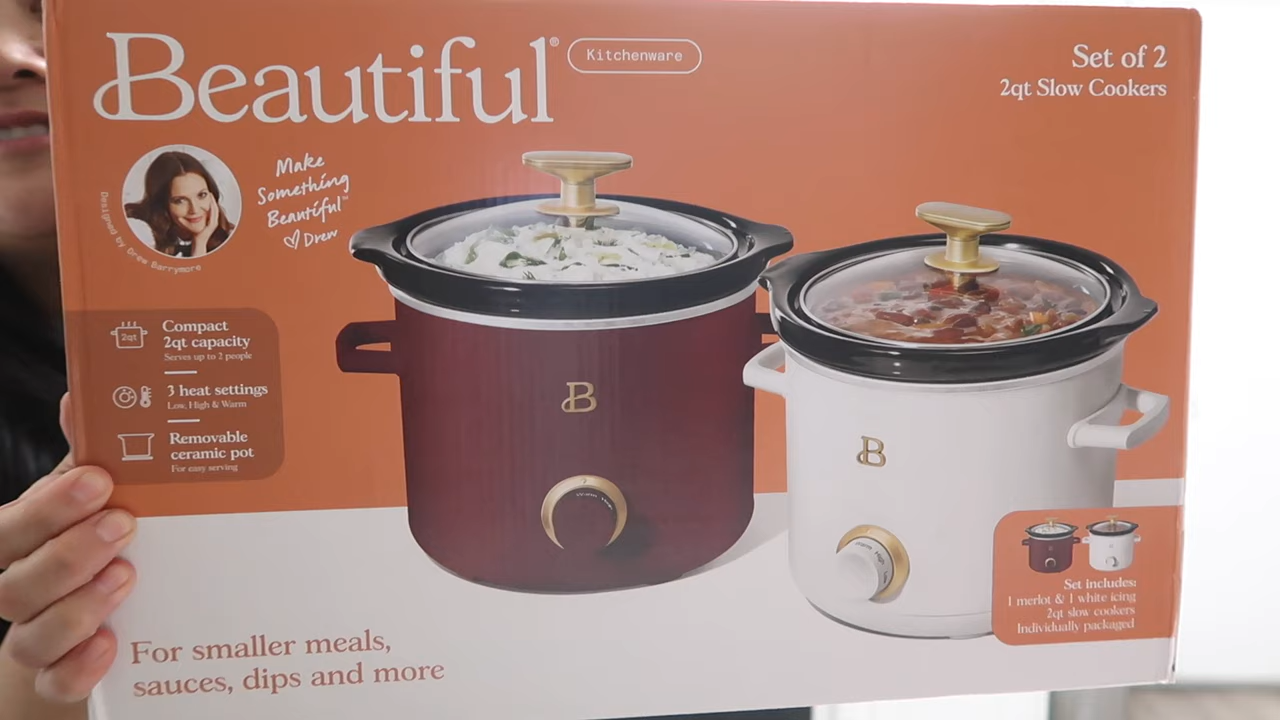 Beautiful®
Kitchenware
Set of 2
2qt Slow Cookers
Designed by Drew Barrymore
Make
Something
Beautiful™
♡ Drew
2qt
Compact
2qt capacity
Serves up to 2 people
3 heat settings
Low, High & Warm
Removable
ceramic pot
For easy serving
B
B
For smaller meals,
sauces, dips and more
Set includes:
1 merlot & 1 white icing
2qt slow cookers
Individually packaged